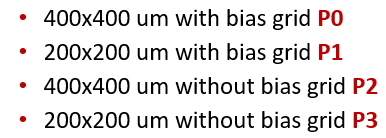 • 400x400 um with bias grid P0
• 200x200 um with bias grid P1
• 400x400 um without bias grid P2
• 200x200 um without bias grid P3